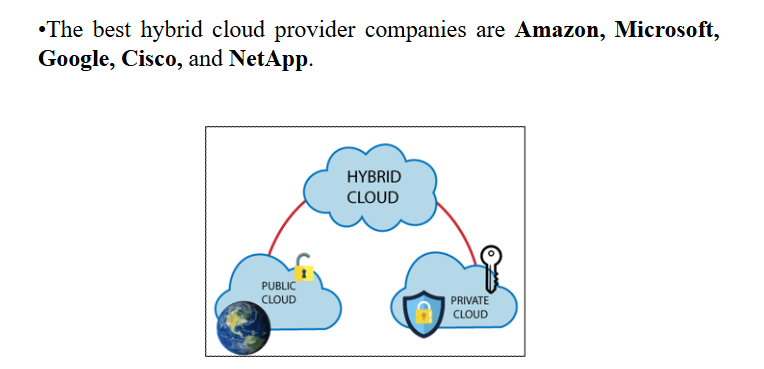 •The best hybrid cloud provider companies are Amazon, Microsoft,
Google, Cisco, and NetApp.
HYBRID
CLOUD
PUBLIC
CLOUD
PRIVATE
CLOUD